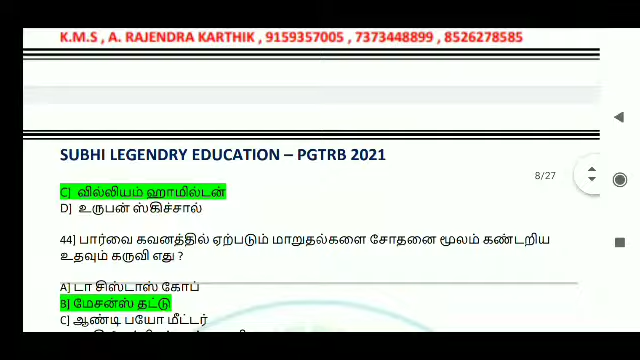 K.M.S , A. RAJENDRA KARTHIK , 9159357005 , 7373448899 , 8526278585
SUBHI LEGENDRY EDUCATION – PGTRB 2021
8/27
C] வில்லியம் ஹாமில்டன்
D] உருபன் ஸ்கிச்சால்
44] பார்வை கவனத்தில் ஏற்படும் மாறுதல்களை சோதனை மூலம் கண்டறிய
உதவும் கருவி எது ?
A] டா சிஸ்டாஸ் கோப்
B] மேசன்ஸ் தட்டு
C] ஆண்டி பயோ மீட்டர்